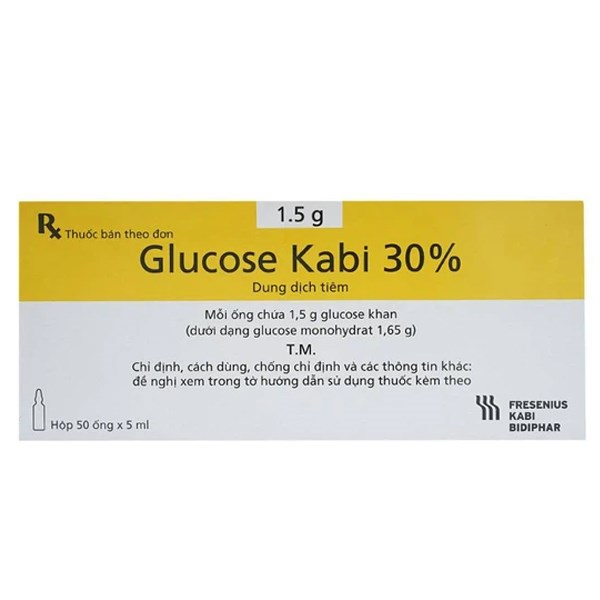 1.5 g
Rx Thuốc bán theo đơn
Glucose Kabi 30%
Dung dịch tiêm
Mỗi ống chứa 1,5 g glucose khan
(dưới dạng glucose monohydrat 1,65 g)
T.M.
Chỉ định, cách dùng, chống chỉ định và các thông tin khác:
đề nghị xem trong tờ hướng dẫn sử dụng thuốc kèm theo
Hộp 50 ống x 5 ml
FRESENIUS
KABI
BIDIPHAR